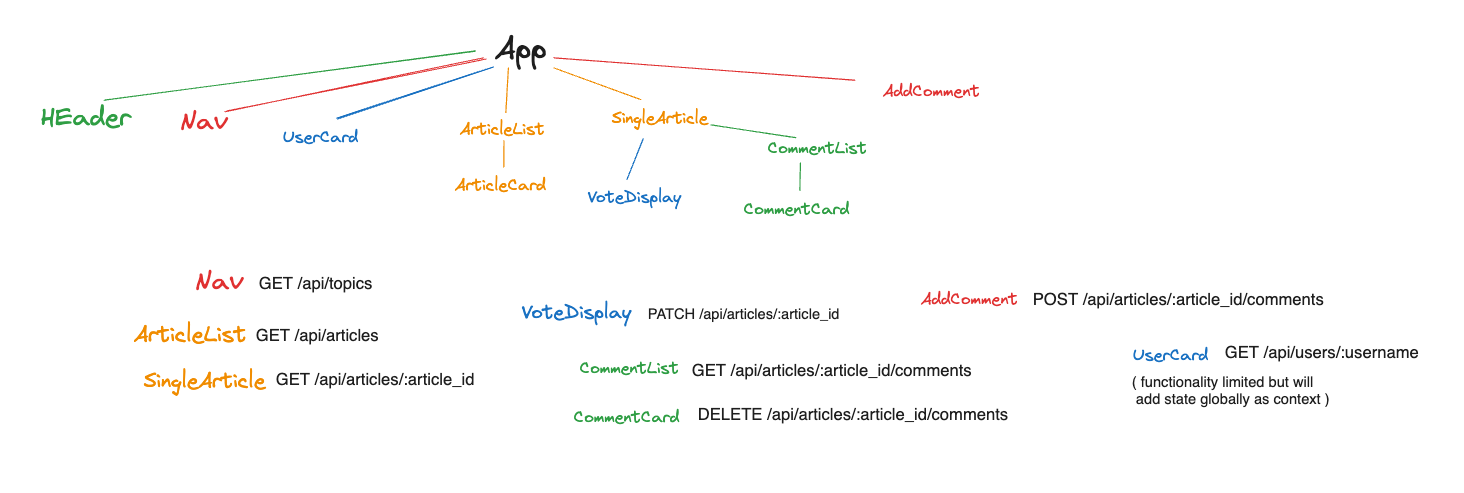 App
HEader
Nav
UserCard
ArticleList
SingleArticle
AddComment
CommentList
ArticleCard
VoteDisplay
CommentCard
Nav GET /api/topics
ArticleList GET /api/articles
SingleArticle GET /api/articles/:article_id
VoteDisplay PATCH /api/articles/:article_id
CommentList GET /api/articles/:article_id/comments
CommentCard DELETE /api/articles/:article_id/comments
AddComment POST /api/articles/:article_id/comments
UserCard GET /api/users/:username
( functionality limited but will
add state globally as context )